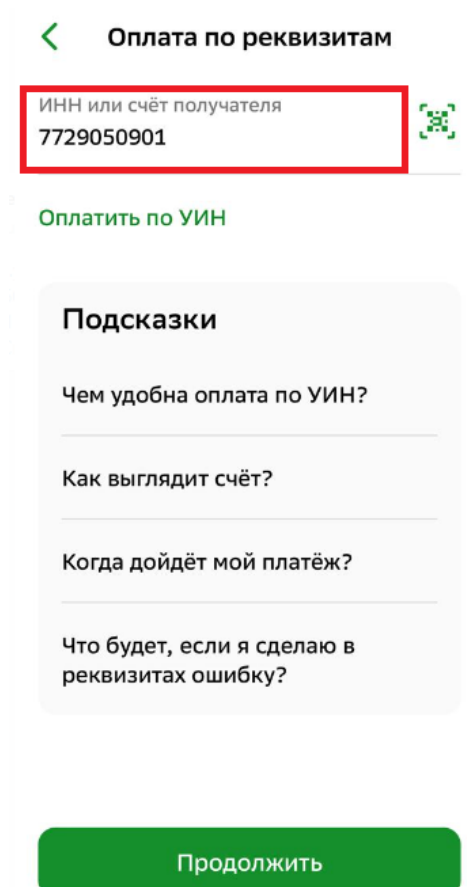 Оплата по реквизитам
ИНН или счёт получателя
7729050901
Оплатить по УИН
Подсказки
Чем удобна оплата по УИН?
Как выглядит счёт?
Когда дойдёт мой платёж?
Что будет, если я сделаю в
реквизитах ошибку?
Продолжить